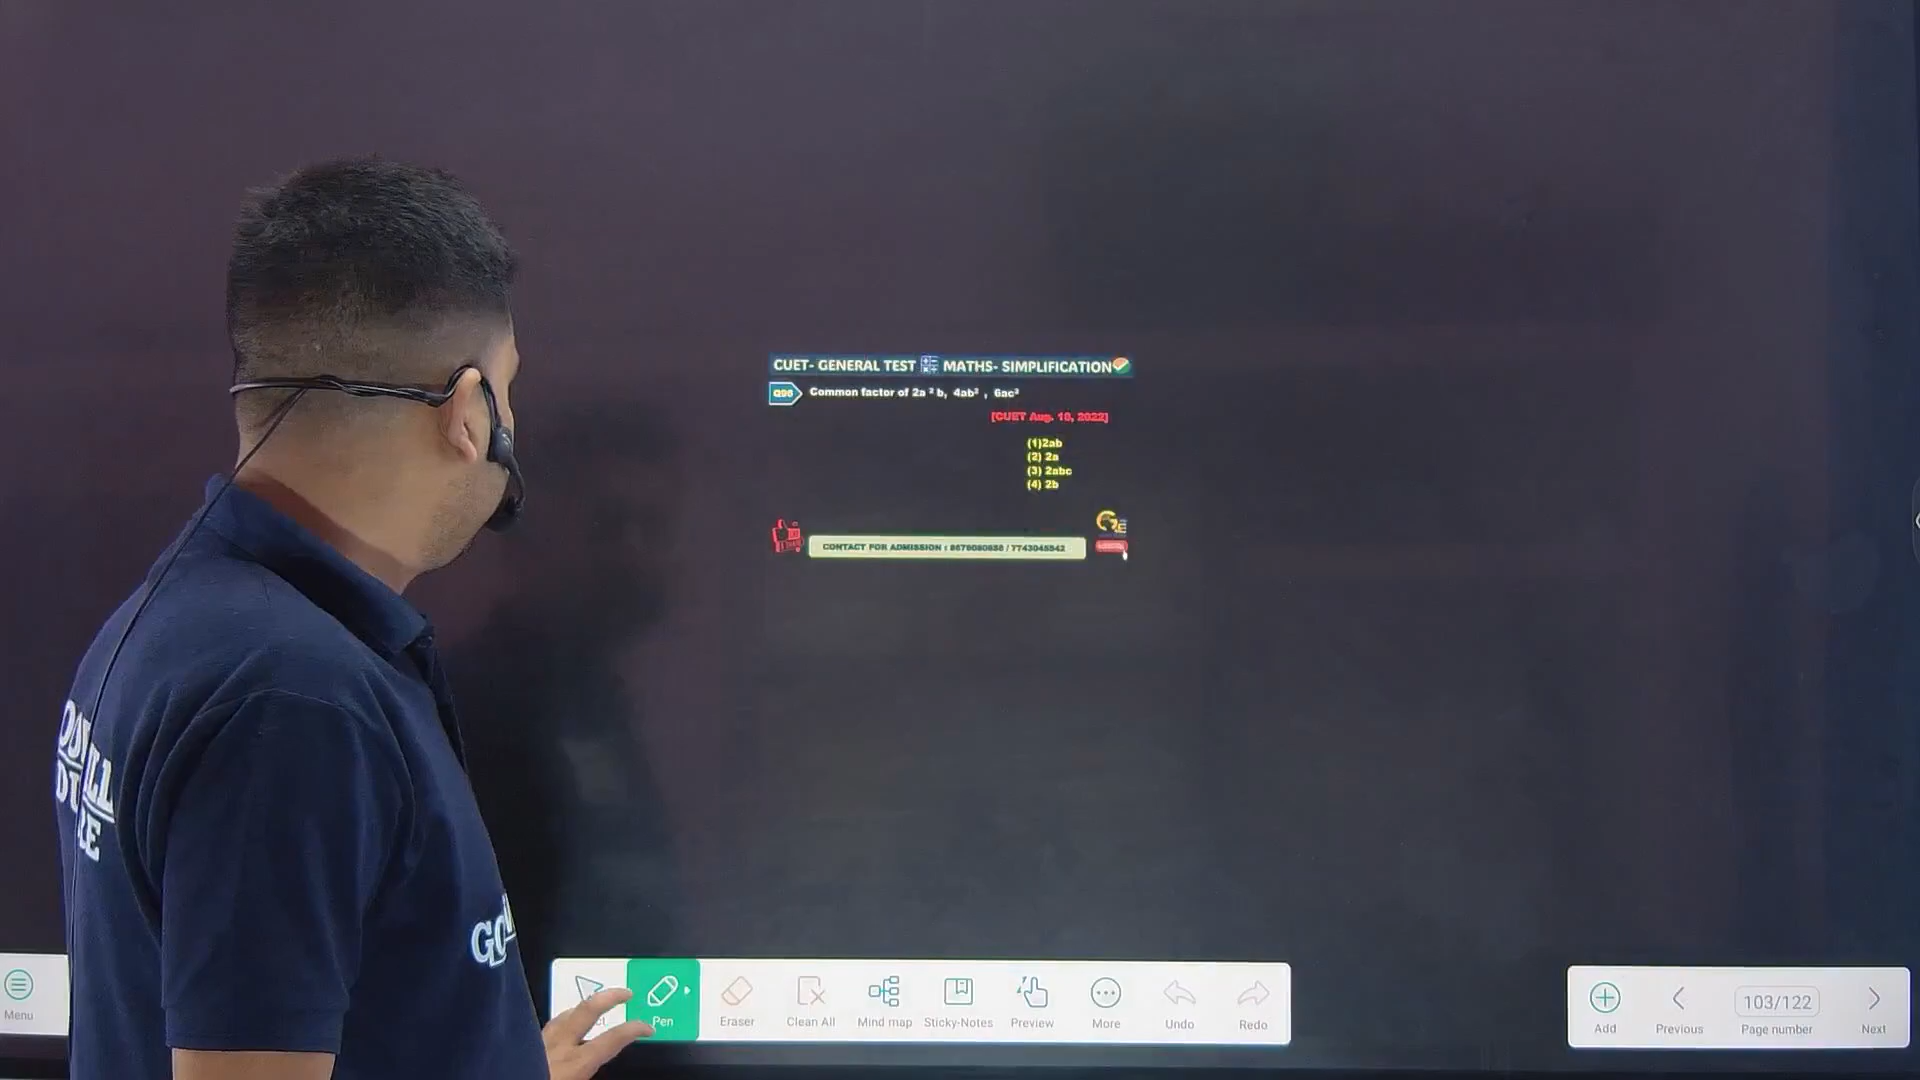 CUET- GENERAL TEST MATHS- SIMPLIFICATION
Q96 Common factor of 2a ² b, 4ab² , 6ac²
[CUET Aug. 10, 2022]
(1)2ab
(2) 2a
(3) 2abc
(4) 2b
CONTACT FOR ADMISSION :
Menu
Pen
Eraser
Clean All
Mind map
Sticky-Notes
Preview
More
Undo
Redo
Add
Previous
103/122
Page number
Next